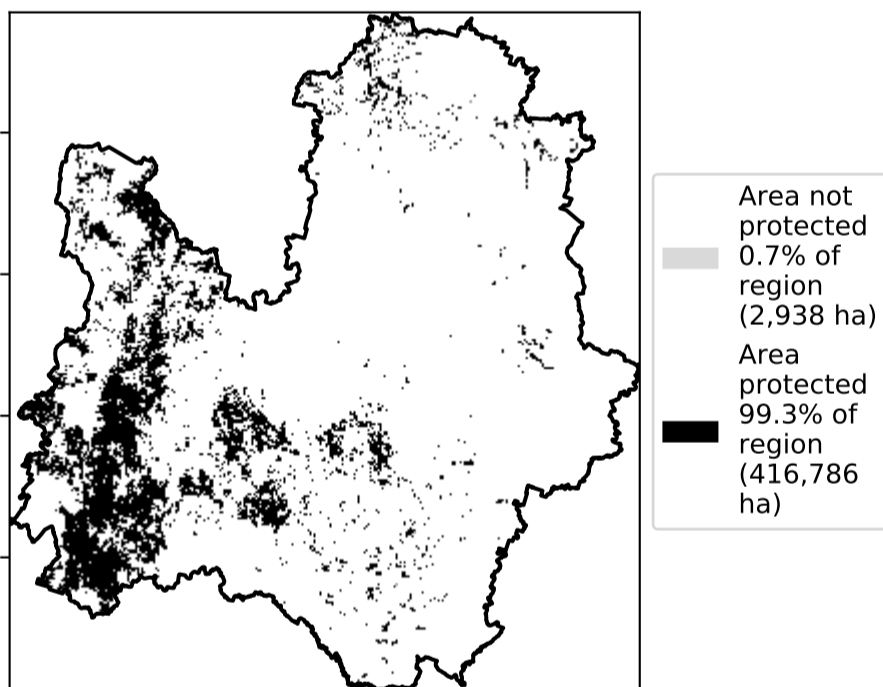 Area not
protected
0.7% of
region
(2,938 ha)
Area
protected
99.3% of
region
(416,786
ha)